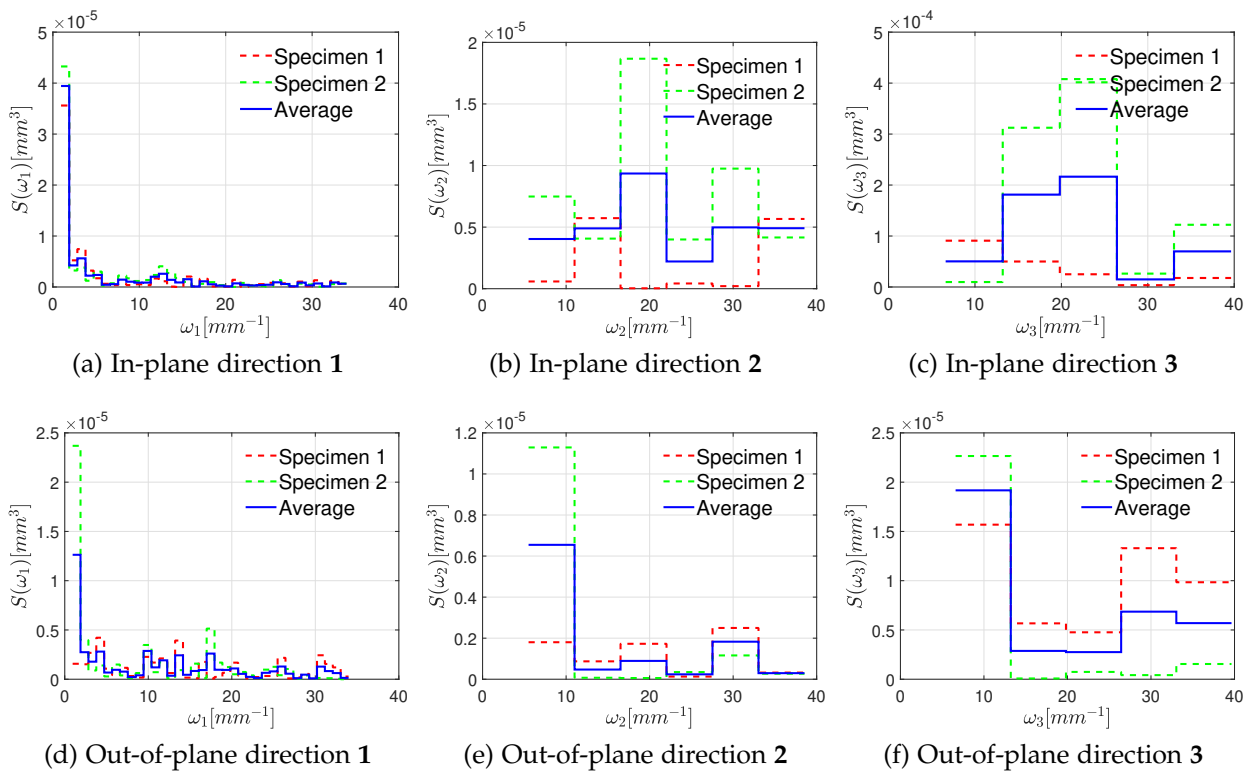 ×10^-5
5
4
3
2
1
0
0 10 20 30 40
S(ω₁)[mm³]
ω₁[mm⁻¹]
Specimen 1
Specimen 2
Average
(a) In-plane direction 1
×10^-5
2
1.5
1
0.5
0
0 10 20 30 40
S(ω₂)[mm³]
ω₂[mm⁻¹]
Specimen 1
Specimen 2
Average
(b) In-plane direction 2
×10^-4
5
4
3
2
1
0
0 10 20 30 40
S(ω₃)[mm³]
ω₃[mm⁻¹]
Specimen 1
Specimen 2
Average
(c) In-plane direction 3
×10^-5
2.5
2
1.5
1
0.5
0
0 10 20 30 40
S(ω₁)[mm³]
ω₁[mm⁻¹]
Specimen 1
Specimen 2
Average
(d) Out-of-plane direction 1
×10^-5
1.2
1
0.8
0.6
0.4
0.2
0
0 10 20 30 40
S(ω₂)[mm³]
ω₂[mm⁻¹]
Specimen 1
Specimen 2
Average
(e) Out-of-plane direction 2
×10^-5
2.5
2
1.5
1
0.5
0
0 10 20 30 40
S(ω₃)[mm³]
ω₃[mm⁻¹]
Specimen 1
Specimen 2
Average
(f) Out-of-plane direction 3